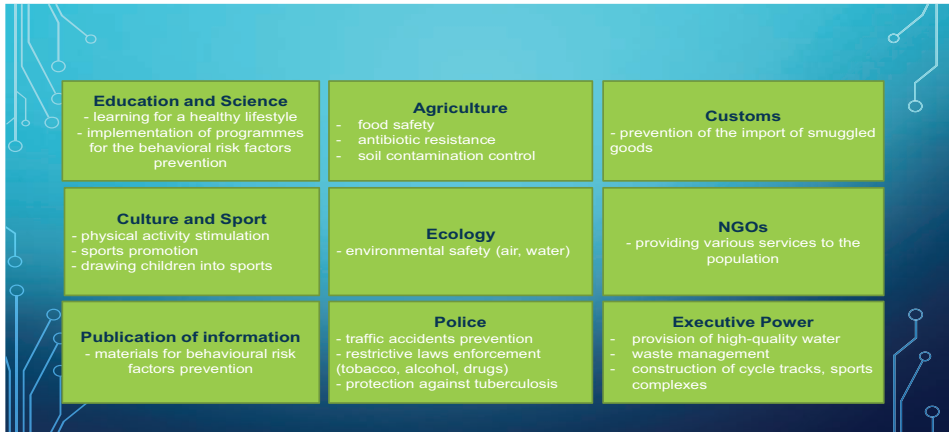 Education and Science
- learning for a healthy lifestyle
- implementation of programmes
for the behavioral risk factors
prevention
Agriculture
- food safety
- antibiotic resistance
- soil contamination control
Customs
- prevention of the import of smuggled
goods
Culture and Sport
- physical activity stimulation
- sports promotion
- drawing children into sports
Ecology
- environmental safety (air, water)
NGOs
- providing various services to the
population
Publication of information
- materials for behavioural risk
factors prevention
Police
- traffic accidents prevention
- restrictive laws enforcement
(tobacco, alcohol, drugs)
- protection against tuberculosis
Executive Power
- provision of high-quality water
- waste management
- construction of cycle tracks, sports
complexes